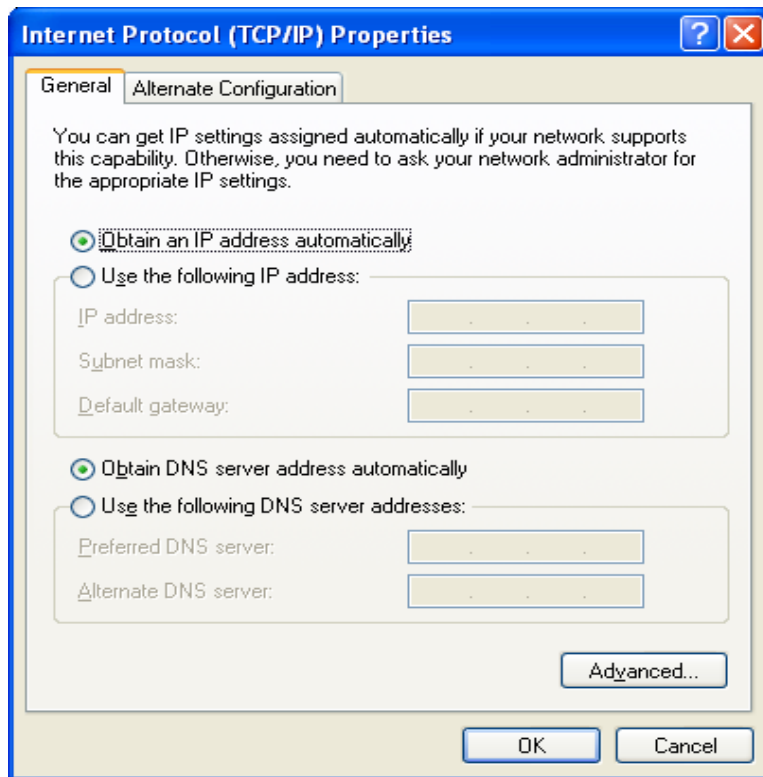 Internet Protocol (TCP/IP) Properties
General
Alternate Configuration
You can get IP settings assigned automatically if your network supports
this capability. Otherwise, you need to ask your network administrator for
the appropriate IP settings.
Obtain an IP address automatically
Use the following IP address:
IP address:
Subnet mask:
Default gateway:
Obtain DNS server address automatically
Use the following DNS server addresses:
Preferred DNS server:
Alternate DNS server:
Advanced...
OK
Cancel